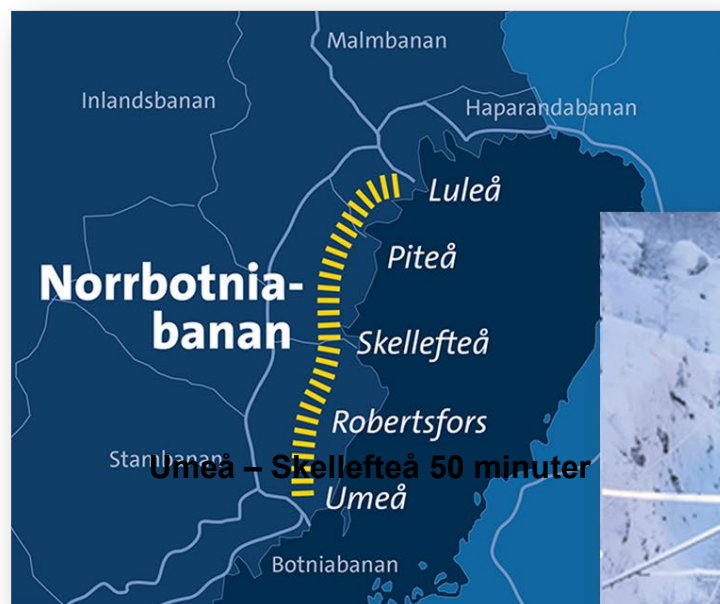 Malmbanan
Inlandsbanan
Haparandabanan
Luleå
Piteå
Norrbotnia-
banan
Skellefteå
Robertsfors
Stambanan
Umeå – Skellefteå 50 minuter
Umeå
Botniabanan